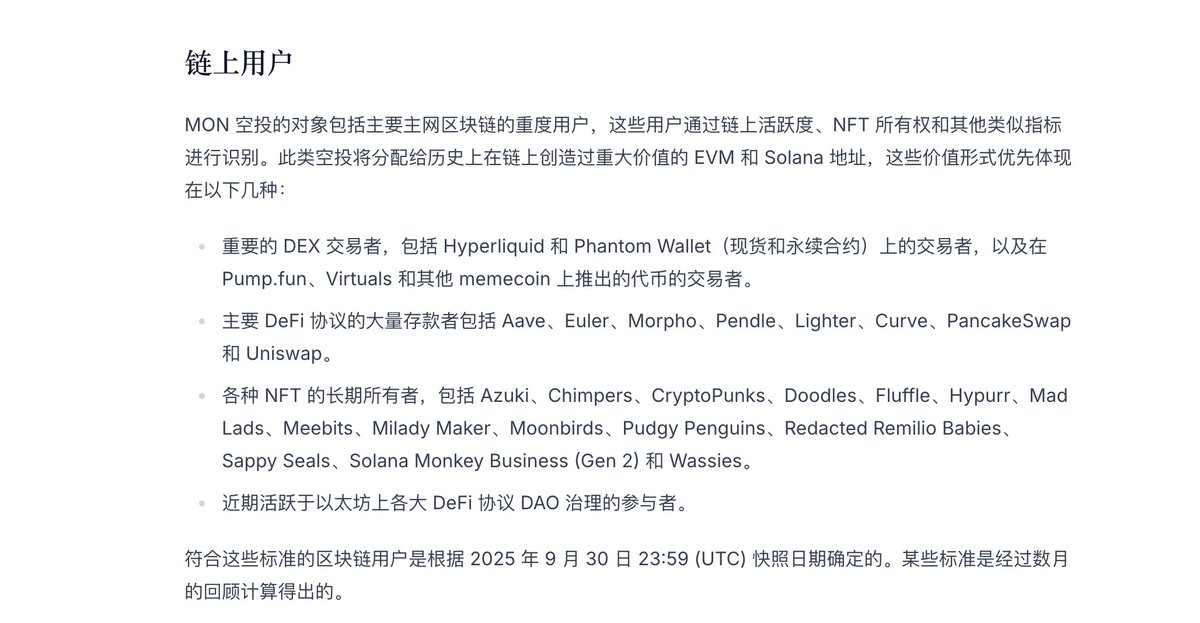 链上用户
MON 空投的对象包括主要主网区块链的重度用户，这些用户通过链上活跃度、NFT 所有权和其他类似指标
进行识别。此类空投将分配给历史上在链上创造过重大价值的 EVM 和 Solana 地址，这些价值形式优先体现
在以下几种：
• 重要的 DEX 交易者，包括 Hyperliquid 和 Phantom Wallet（现货和永续合约）上的交易者，以及在
Pump.fun、Virtuals 和其他 memecoin 上推出的代币的交易者。
• 主要 DeFi 协议的大量存款者包括 Aave、Euler、Morpho、Pendle、Lighter、Curve、PancakeSwap
和 Uniswap。
• 各种 NFT 的长期所有者，包括 Azuki、Chimpers、CryptoPunks、Doodles、Fluffle、Hypurr、Mad
Lads、Meebits、Milady Maker、Moonbirds、Pudgy Penguins、Redacted Remilio Babies、
Sappy Seals、Solana Monkey Business (Gen 2) 和 Wassies。
• 近期活跃于以太坊上各大 DeFi 协议 DAO 治理的参与者。
符合这些标准的区块链用户是根据 2025 年 9 月 30 日 23:59 (UTC) 快照日期确定的。某些标准是经过数月
的回顾计算得出的。